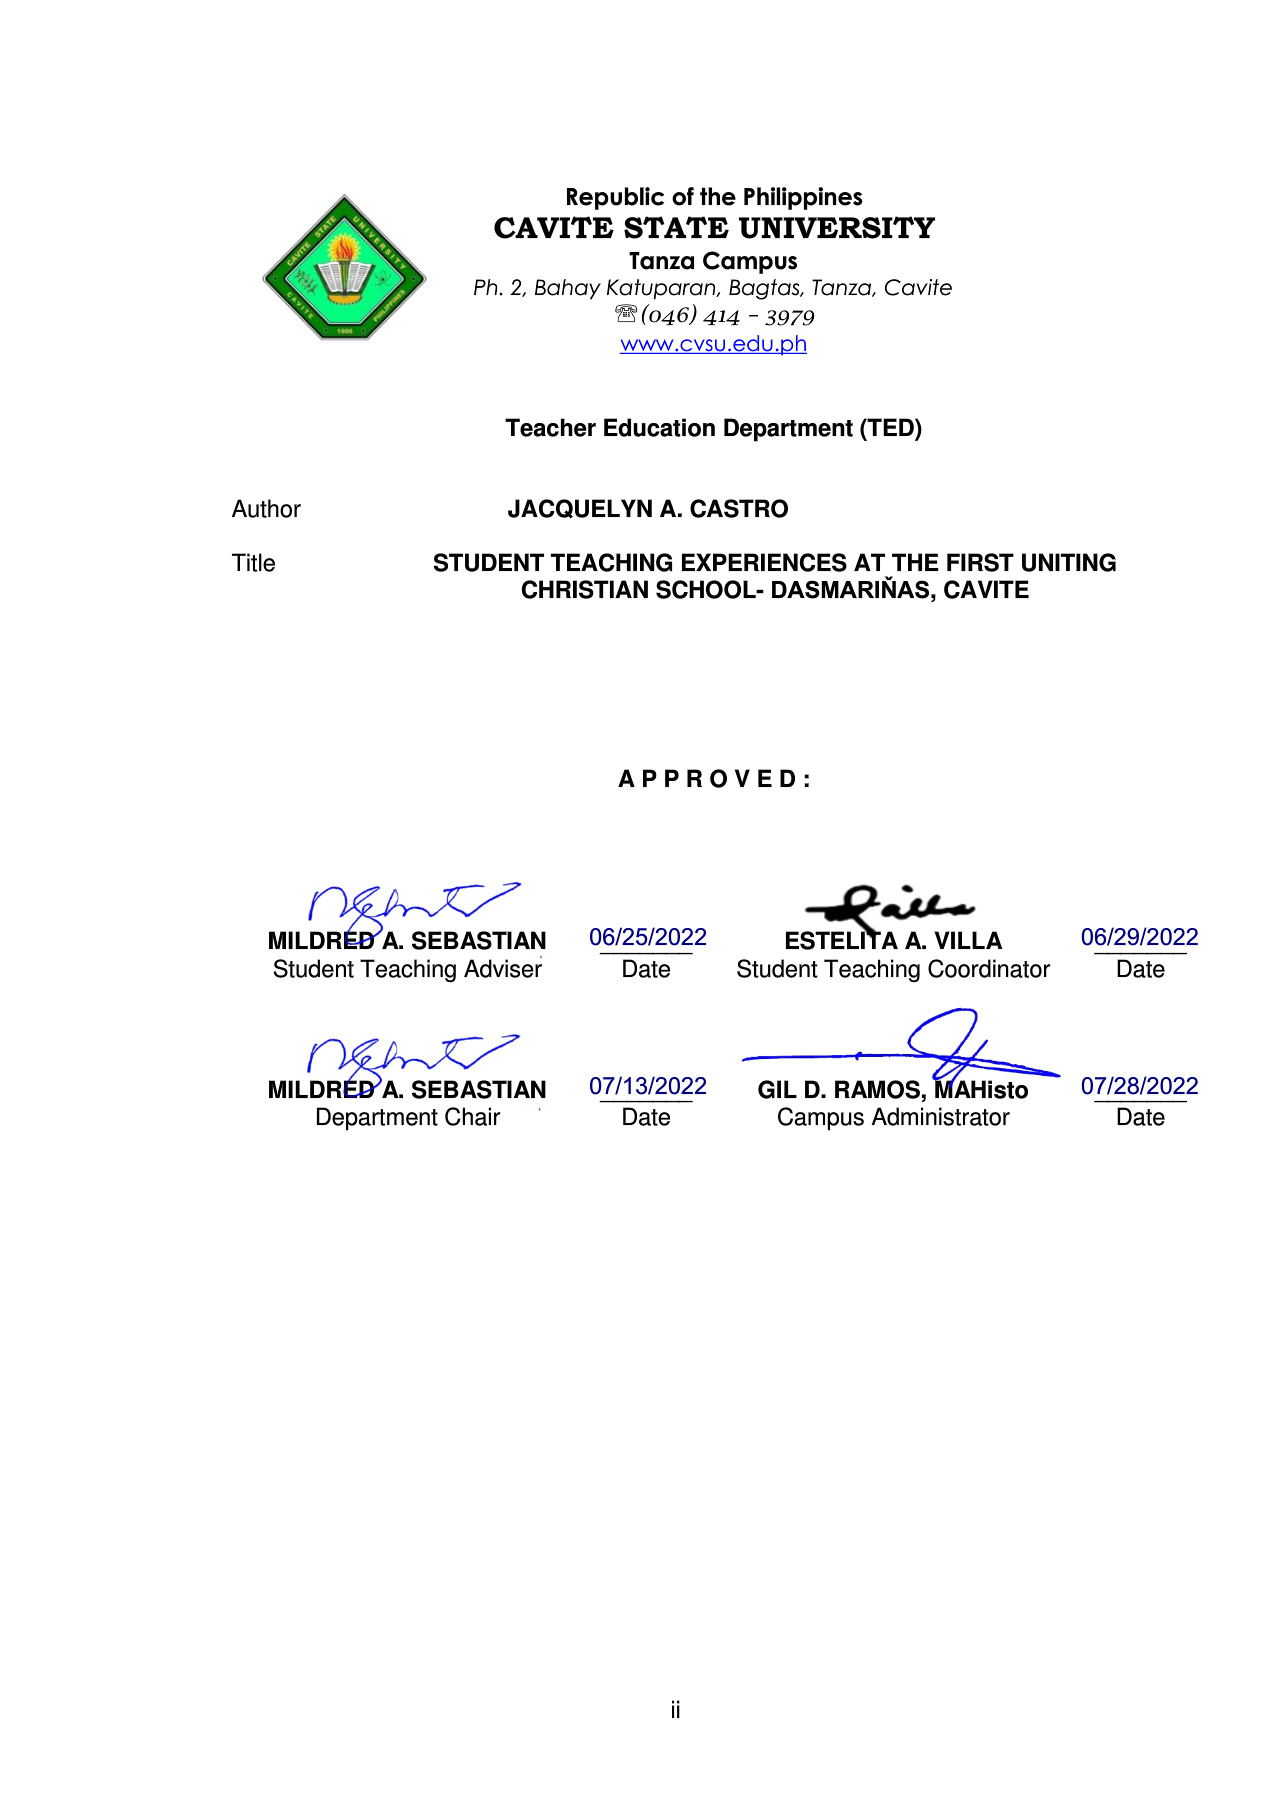 Republic of the Philippines
CAVITE STATE UNIVERSITY
Tanza Campus
Ph. 2, Bahay Katuparan, Bagtas, Tanza, Cavite
☏(046) 414 - 3979
www.cvsu.edu.ph
CAVITE STATE UNIVERSITY
CAVITE PHILIPPINES
1906
Teacher Education Department (TED)
Author JACQUELYN A. CASTRO
Title STUDENT TEACHING EXPERIENCES AT THE FIRST UNITING
CHRISTIAN SCHOOL- DASMARIŇAS, CAVITE
A P P R O V E D :
MILDRED A. SEBASTIAN 06/25/2022 ESTELITA A. VILLA 06/29/2022
Student Teaching Adviser Date Student Teaching Coordinator Date
MILDRED A. SEBASTIAN 07/13/2022 GIL D. RAMOS, MAHisto 07/28/2022
Department Chair Date Campus Administrator Date
ii